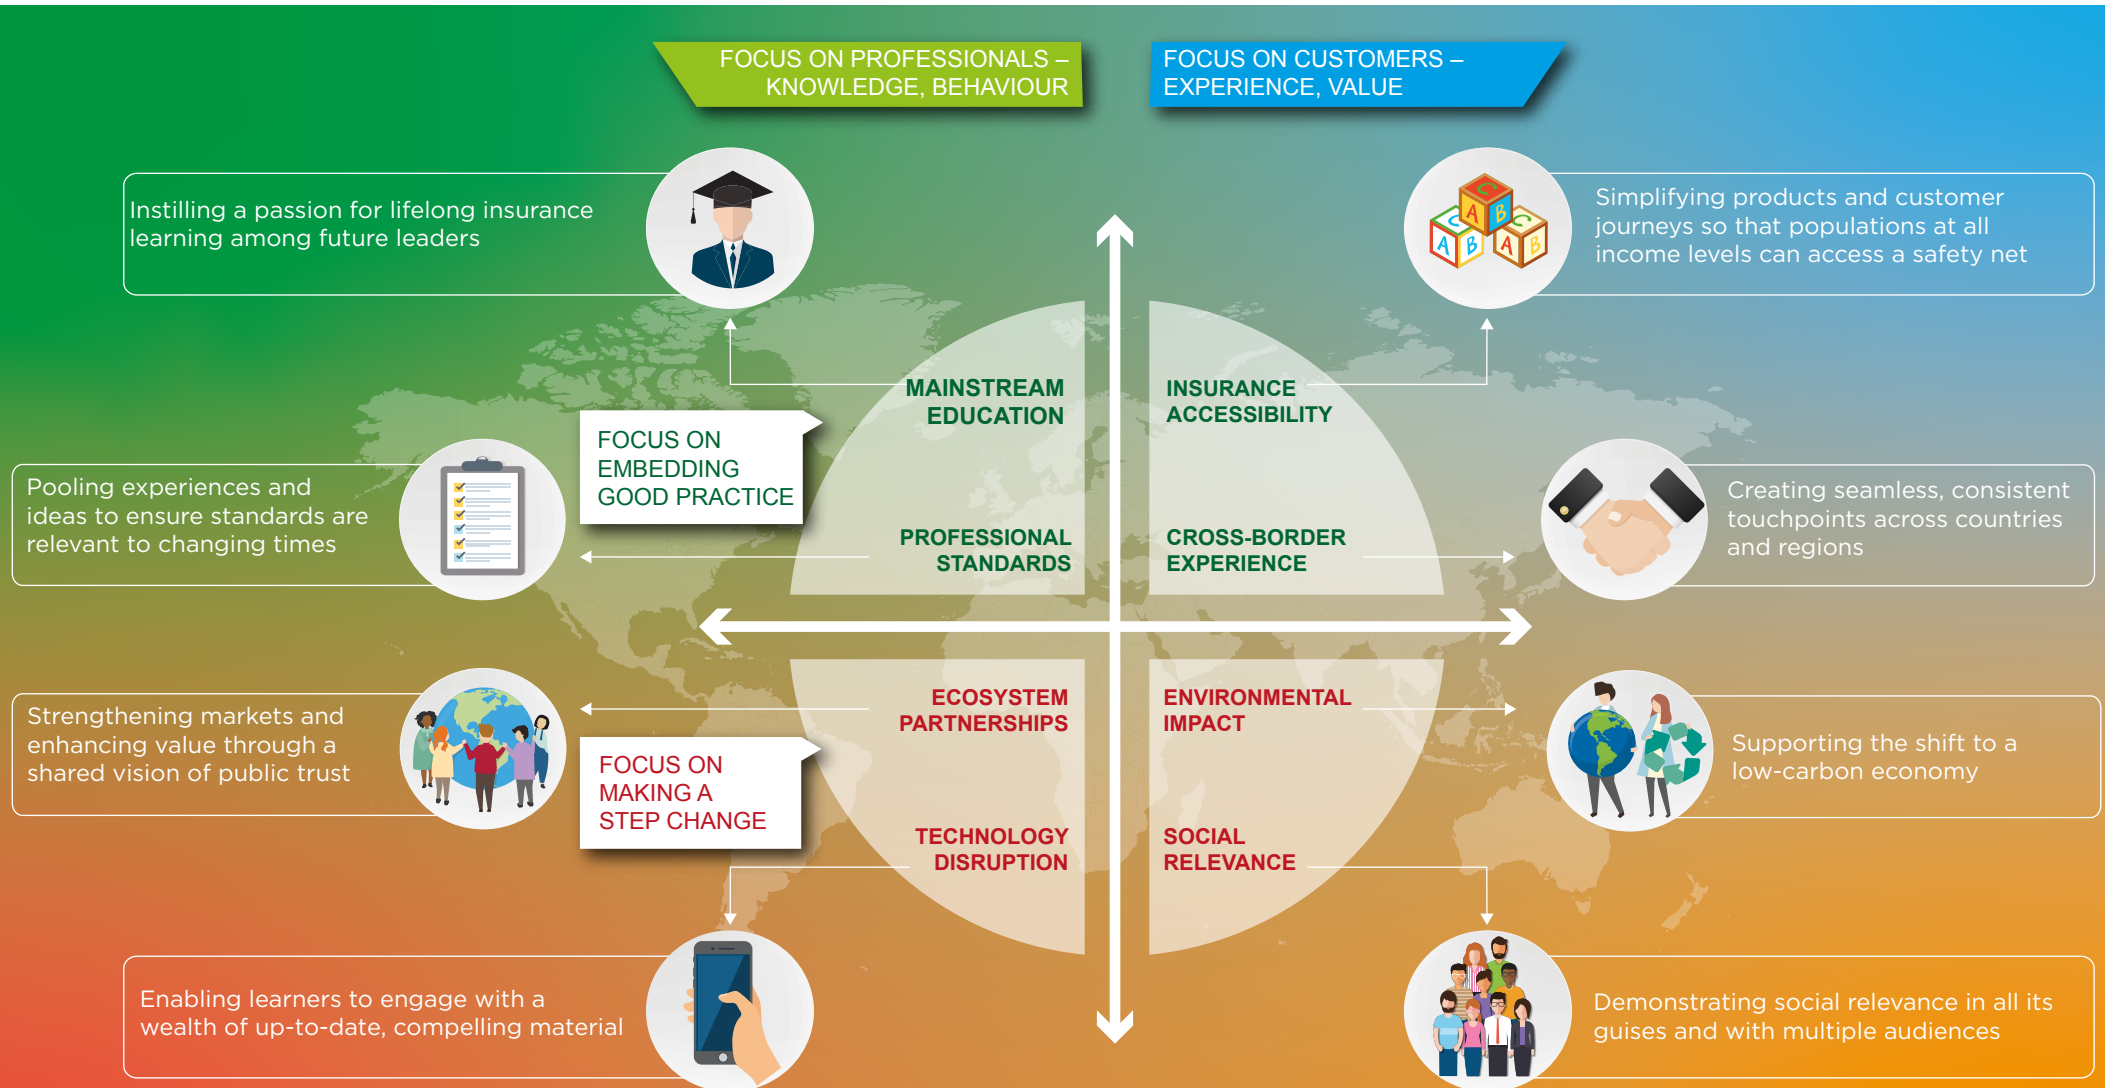 FOCUS ON PROFESSIONALS –
KNOWLEDGE, BEHAVIOUR
FOCUS ON CUSTOMERS –
EXPERIENCE, VALUE
Instilling a passion for lifelong insurance
learning among future leaders
Simplifying products and customer
journeys so that populations at all
income levels can access a safety net
MAINSTREAM
EDUCATION
INSURANCE
ACCESSIBILITY
FOCUS ON
EMBEDDING
GOOD PRACTICE
Pooling experiences and
ideas to ensure standards are
relevant to changing times
PROFESSIONAL
STANDARDS
CROSS-BORDER
EXPERIENCE
Creating seamless, consistent
touchpoints across countries
and regions
Strengthening markets and
enhancing value through a
shared vision of public trust
ECOSYSTEM
PARTNERSHIPS
ENVIRONMENTAL
IMPACT
Supporting the shift to a
low-carbon economy
FOCUS ON
MAKING A
STEP CHANGE
TECHNOLOGY
DISRUPTION
SOCIAL
RELEVANCE
Enabling learners to engage with a
wealth of up-to-date, compelling material
Demonstrating social relevance in all its
guises and with multiple audiences
C
A B
C
A B
C
A B